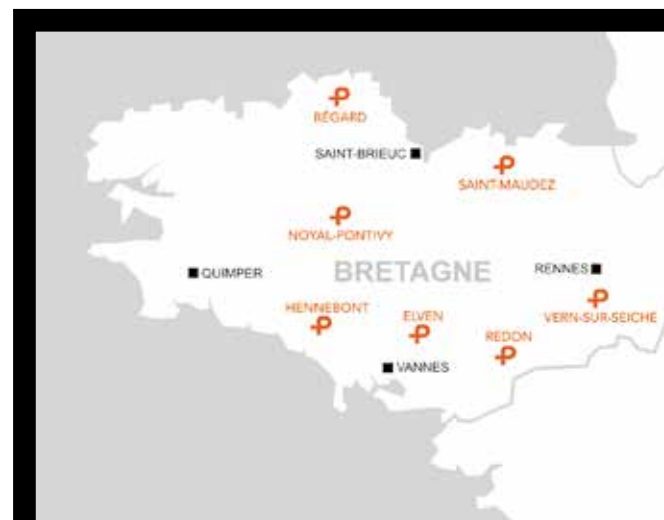 BÉGARD
SAINT-BRIEUC
SAINT-MAUDEZ
NOYAL-PONTIVY
QUIMPER
BRETAGNE
RENNES
HENNEBONT
ELVEN
VERN-SUR-SEICHE
REDON
VANNES